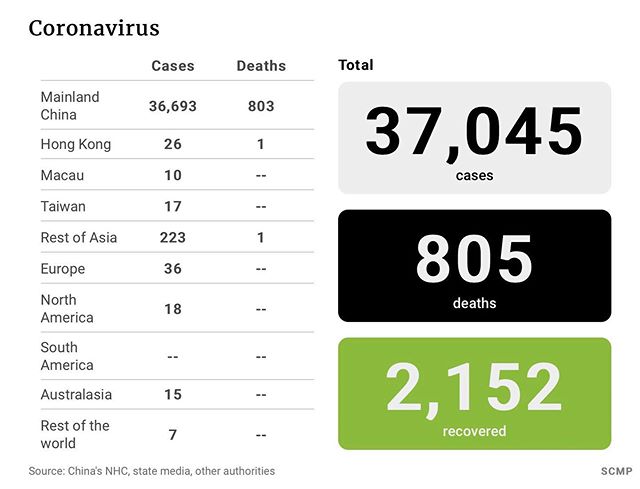 Coronavirus
Cases Deaths
Mainland
China 36,693 803
Hong Kong 26 1
Macau 10 --
Taiwan 17 --
Rest of Asia 223 1
Europe 36 --
North
America 18 --
South
America -- --
Australasia 15 --
Rest of the
world 7 --
Total
37,045
cases
805
deaths
2,152
recovered
Source: China's NHC, state media, other authorities
SCMP